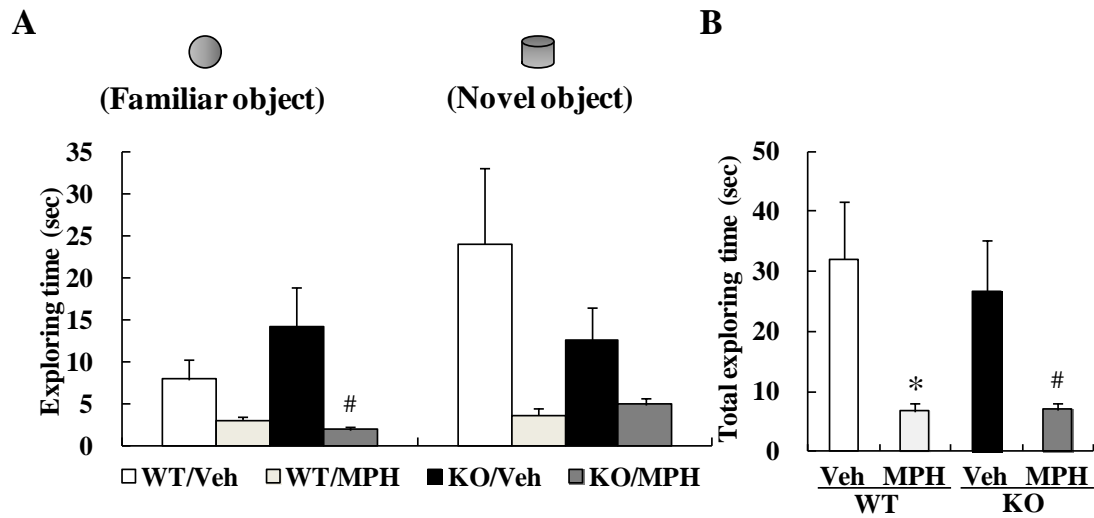 A
(Familiar object) (Novel object)
Exploring time (sec)
35
30
25
20
15
10
5
0
#
WT/Veh WT/MPH KO/Veh KO/MPH
B
Total exploring time (sec)
50
40
30
20
10
0
* #
Veh MPH Veh MPH
WT KO